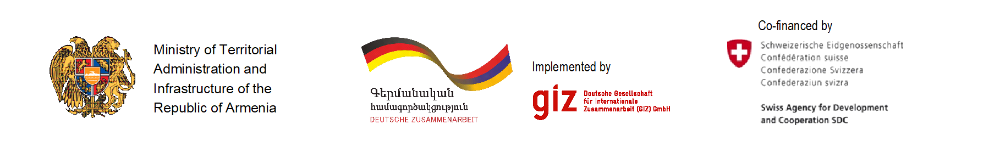 Ministry of Territorial
Administration and
Infrastructure of the
Republic of Armenia
Գերմանական
համագործակցություն
DEUTSCHE ZUSAMMENARBEIT
Implemented by
giz
Deutsche Gesellschaft
für Internationale
Zusammenarbeit (GIZ) GmbH
Co-financed by
Schweizerische Eidgenossenschaft
Confédération suisse
Confederazione Svizzera
Confederaziun svizra
Swiss Agency for Development
and Cooperation SDC